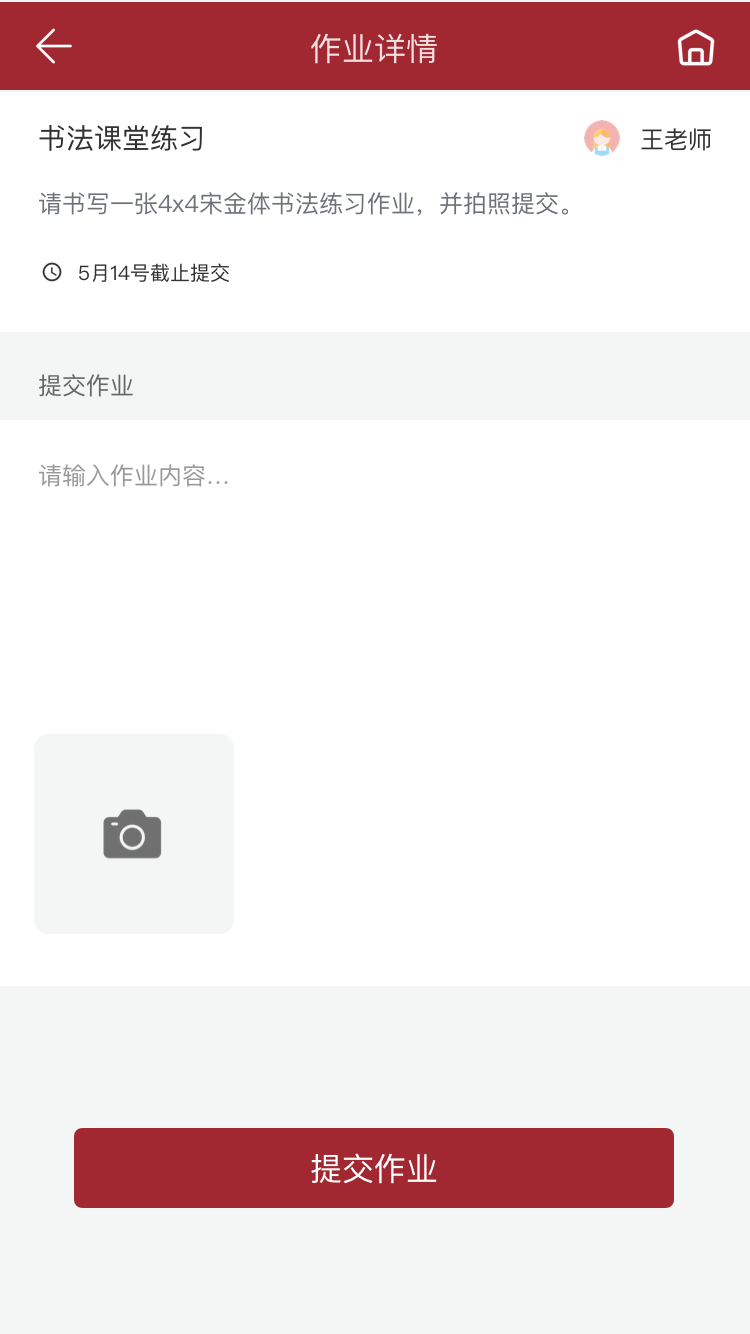 作业详情
书法课堂练习
王老师
请书写一张4x4宋金体书法练习作业，并拍照提交。
5月14号截止提交
提交作业
请输入作业内容...
提交作业